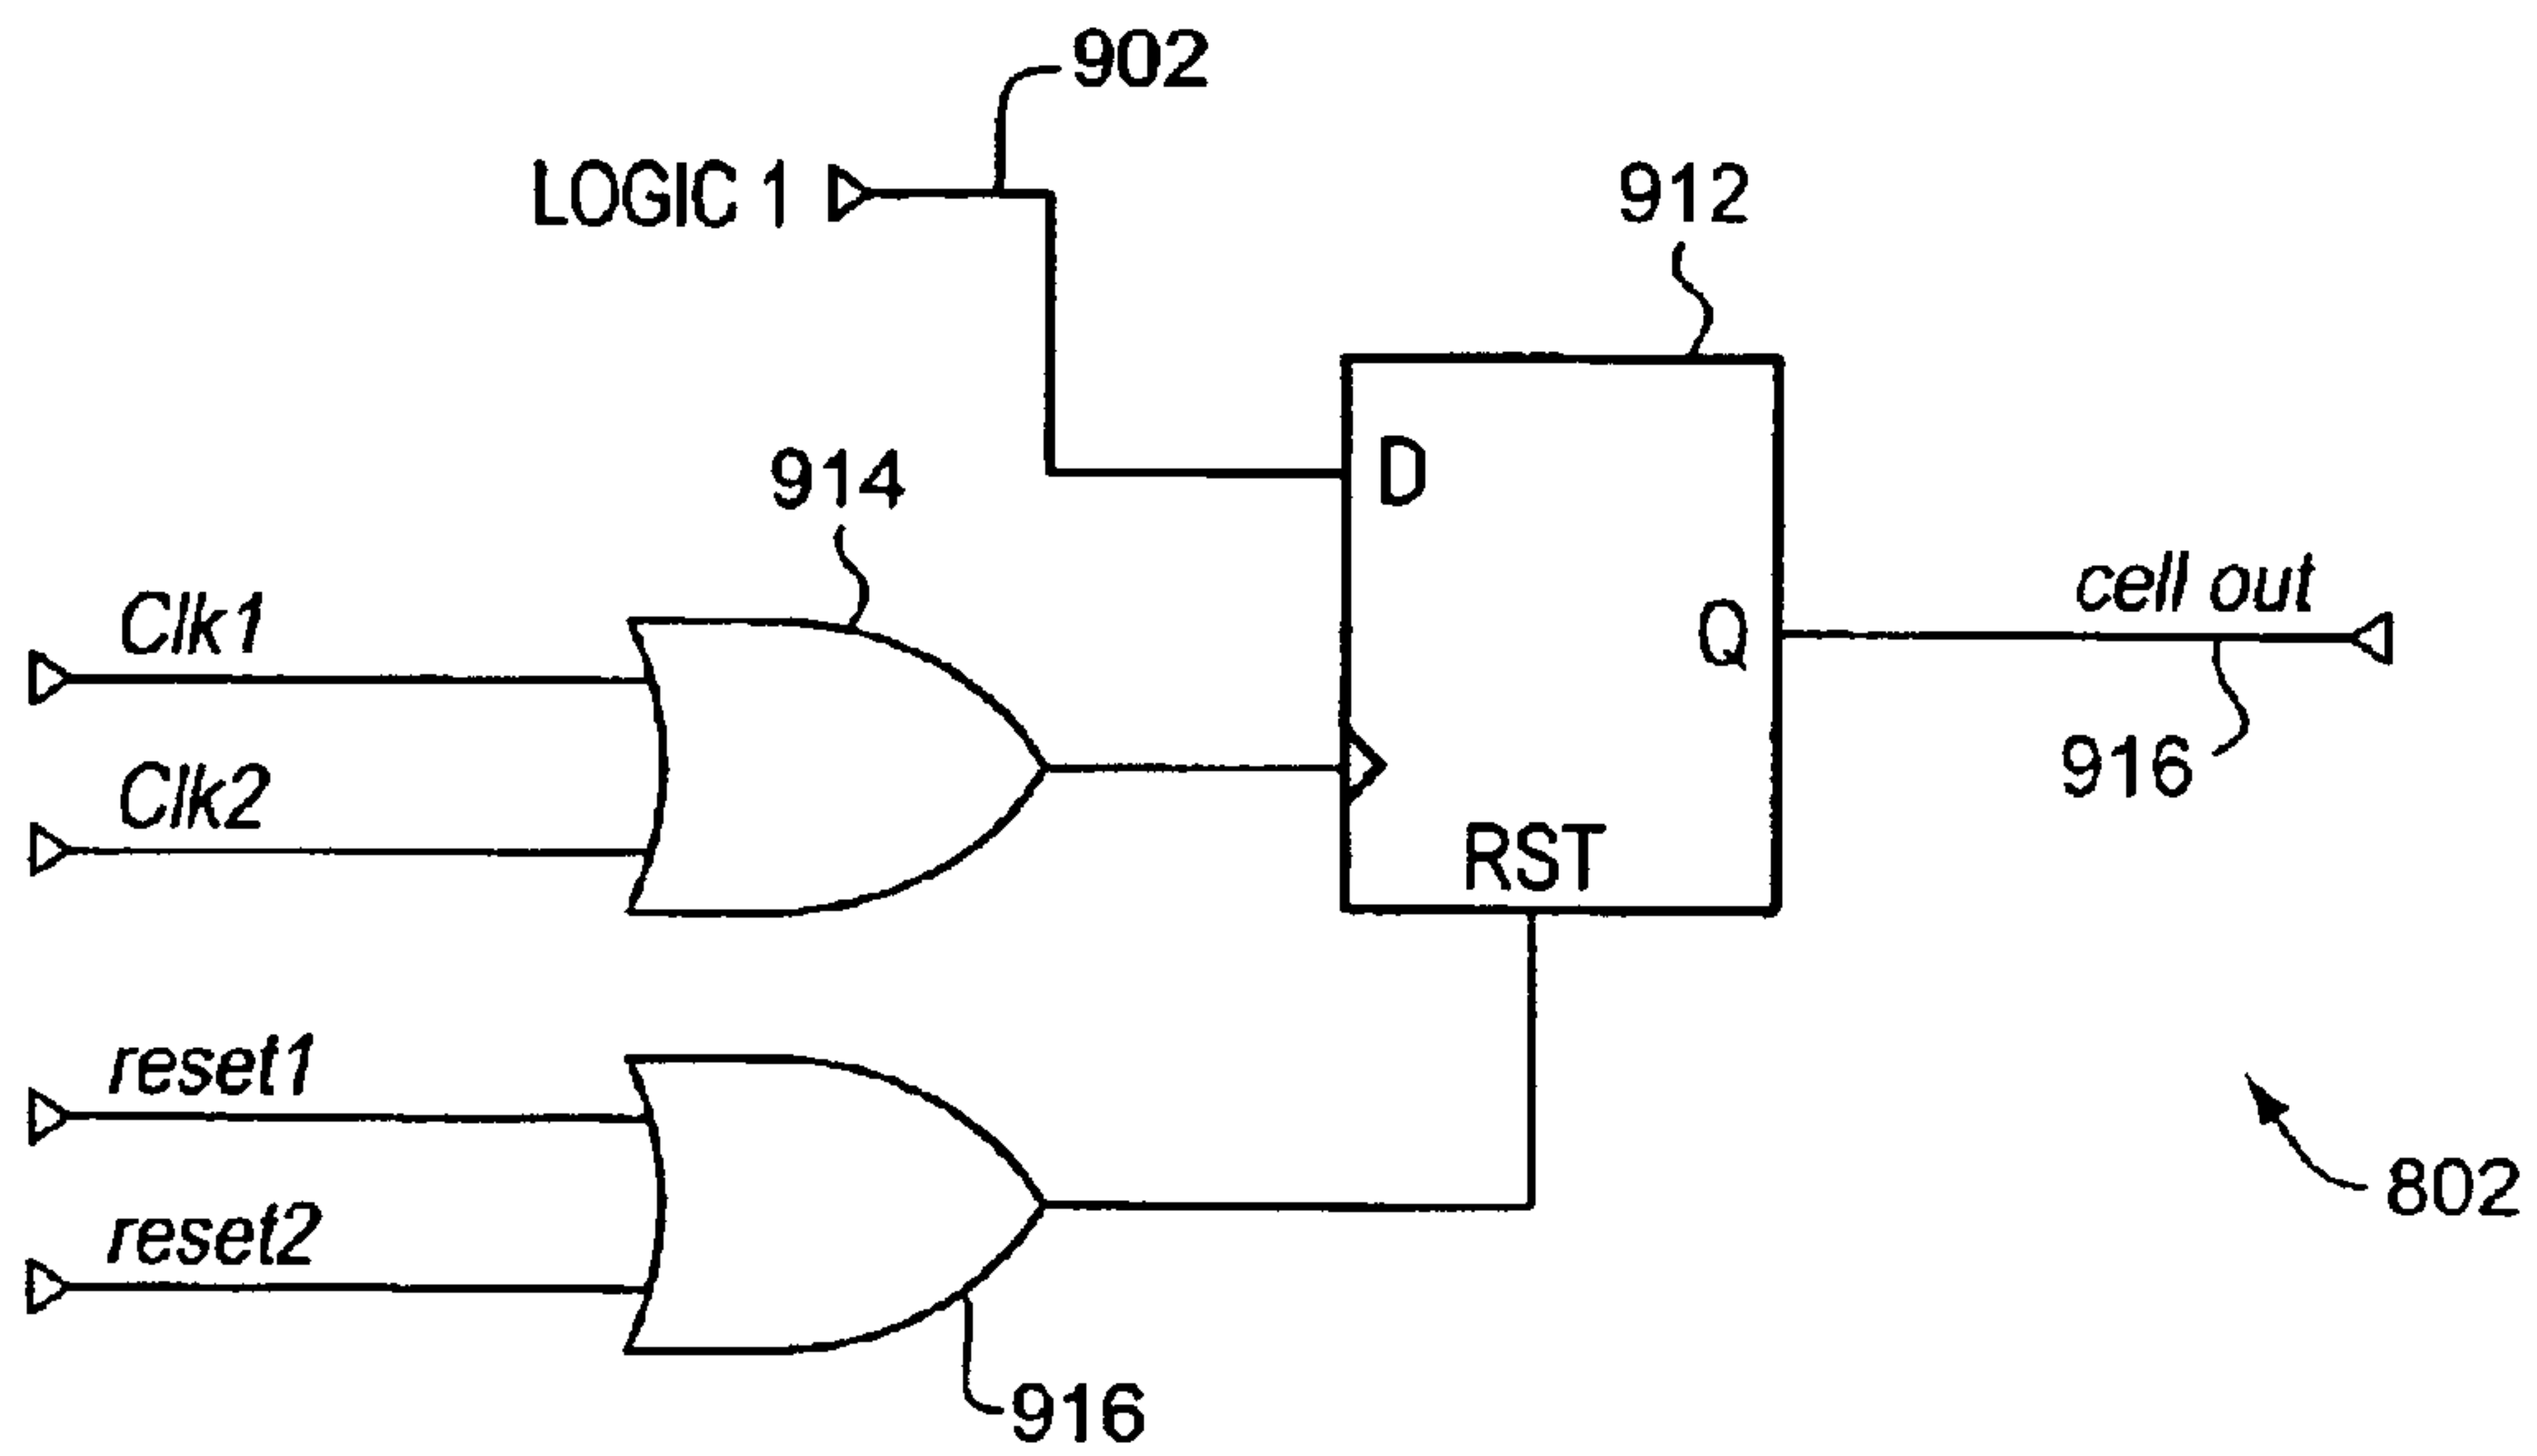 902
LOGIC 1
912
914
D
Clk1
cell out
Q
Clk2
916
RST
reset1
802
reset2
916